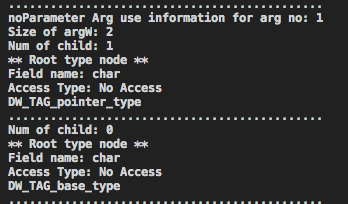 .............................................
noParameter Arg use information for arg no: 1
Size of argW: 2
Num of child: 1
** Root type node **
Field name: char
Access Type: No Access
DW_TAG_pointer_type
.............................................
Num of child: 0
** Root type node **
Field name: char
Access Type: No Access
DW_TAG_base_type
.............................................